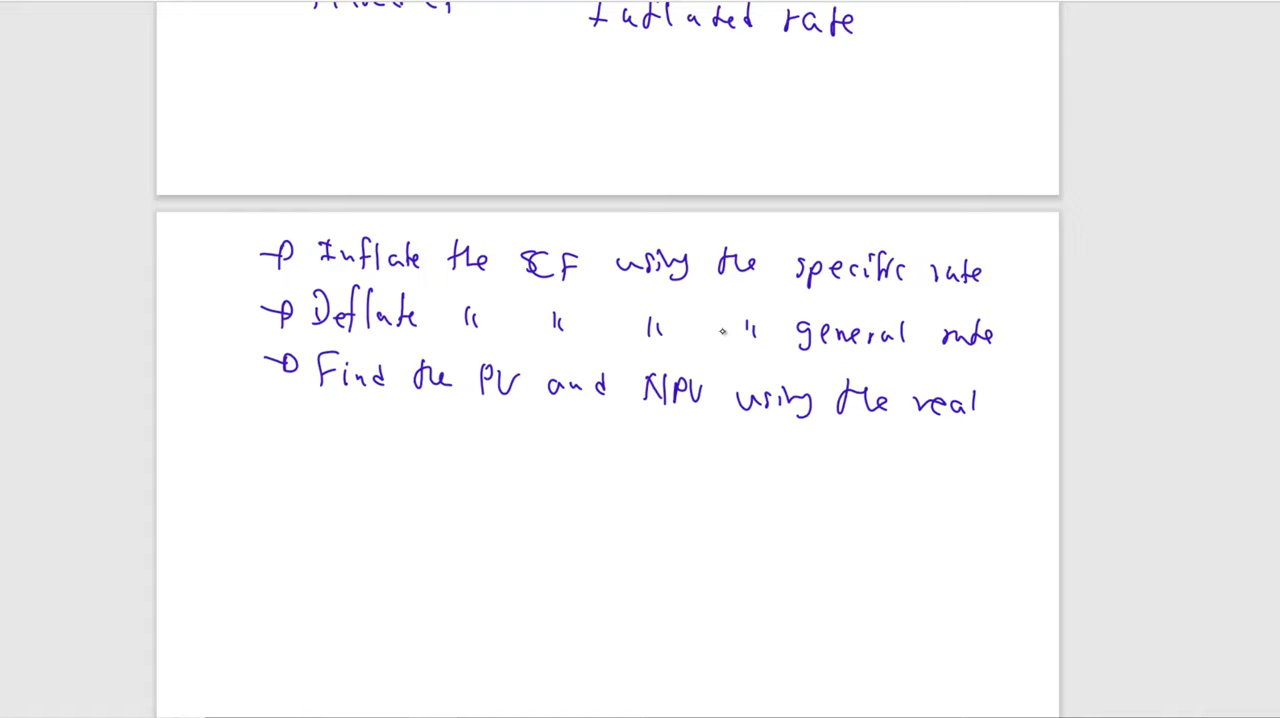 Inflated rate
Inflate the CF using the specific rate
Deflate " " " " general rate
Find the PV and NPV using the real